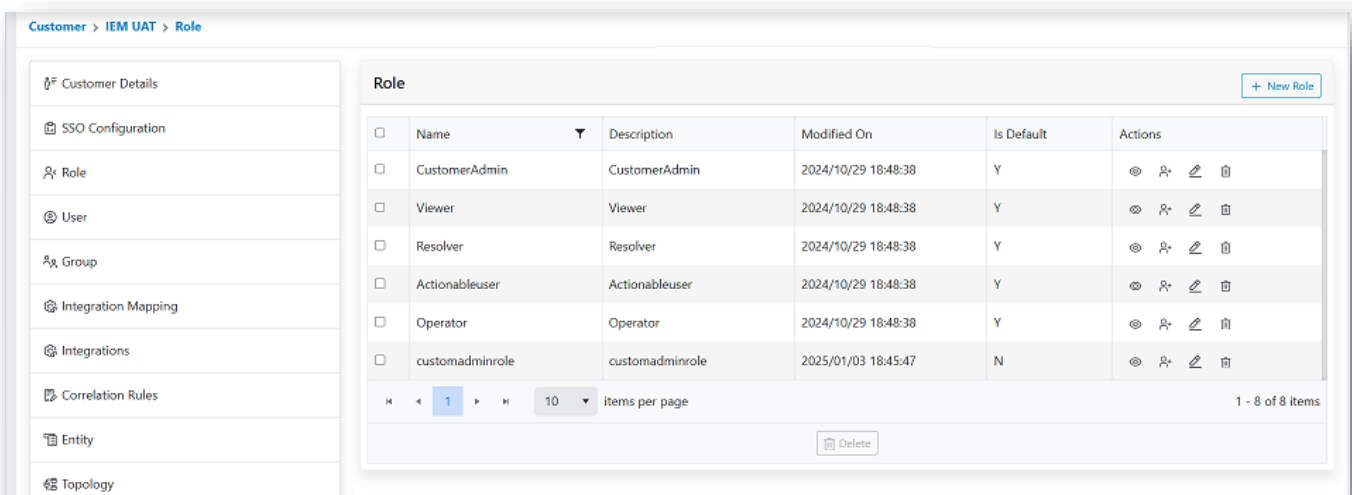 Customer > IEM UAT > Role
Customer Details
SSO Configuration
Role
User
Group
Integration Mapping
Integrations
Correlation Rules
Entity
Topology
Role
+ New Role
Name Description Modified On Is Default Actions
CustomerAdmin CustomerAdmin 2024/10/29 18:48:38 Y
Viewer Viewer 2024/10/29 18:48:38 Y
Resolver Resolver 2024/10/29 18:48:38 Y
Actionableuser Actionableuser 2024/10/29 18:48:38 Y
Operator Operator 2024/10/29 18:48:38 Y
customadminrole customadminrole 2025/01/03 18:45:47 N
1 10 items per page 1 - 8 of 8 items
Delete